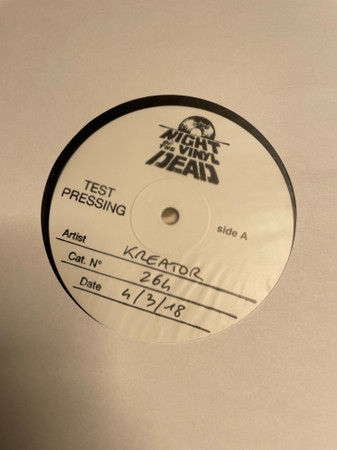 NIGHT
OF THE VINYL
DEAD
TEST
PRESSING
side A
Artist KREATOR
Cat. N° 264
Date 4/3/18